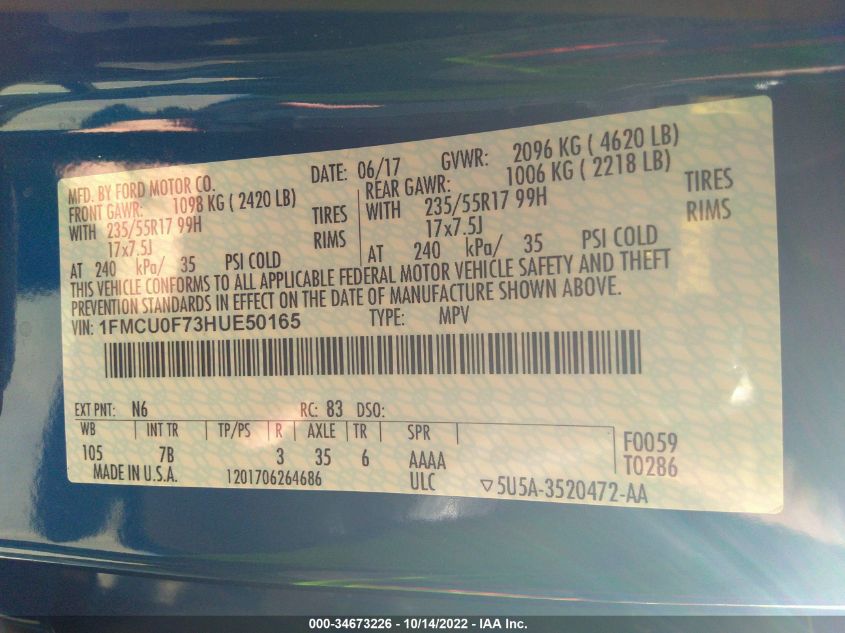 MFD. BY FORD MOTOR CO.
DATE: 06/17 GVWR: 2096 KG ( 4620 LB)
FRONT GAWR: 1098 KG ( 2420 LB) REAR GAWR: 1006 KG ( 2218 LB)
WITH 235/55R17 99H TIRES WITH 235/55R17 99H TIRES
17x7.5J RIMS 17x7.5J RIMS
AT 240 kPa/ 35 PSI COLD AT 240 kPa/ 35 PSI COLD
THIS VEHICLE CONFORMS TO ALL APPLICABLE FEDERAL MOTOR VEHICLE SAFETY AND THEFT
PREVENTION STANDARDS IN EFFECT ON THE DATE OF MANUFACTURE SHOWN ABOVE.
VIN: 1FMCU0F73HUE50165 TYPE: MPV
EXT PNT: N6 RC: 83 DSO:
WB INT TR TP/PS R AXLE TR SPR
105 7B 3 35 6 AAAA
F0059
T0286
MADE IN U.S.A. 1201706264686 ULC ▽5U5A-3520472-AA
000-34673226 - 10/14/2022 - IAA Inc.